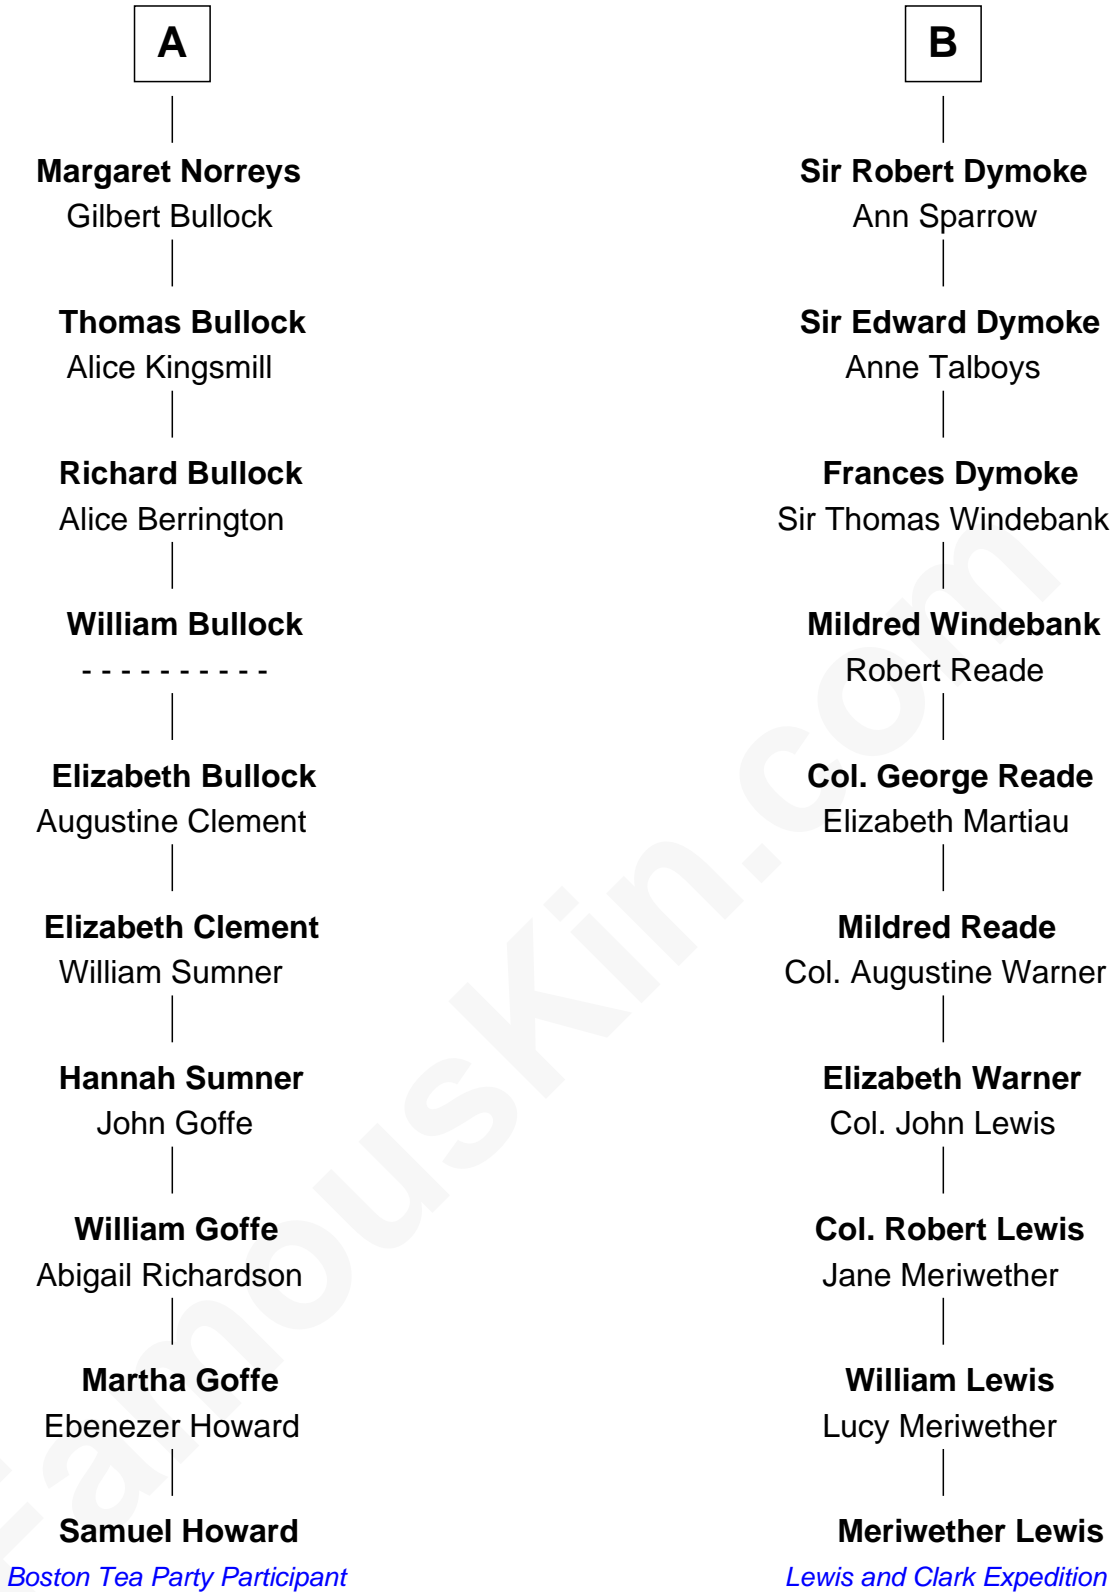 A
Margaret Norreys
Gilbert Bullock
Thomas Bullock
Alice Kingsmill
Richard Bullock
Alice Berrington
William Bullock
- - - - - - - - - -
Elizabeth Bullock
Augustine Clement
Elizabeth Clement
William Sumner
Hannah Sumner
John Goffe
William Goffe
Abigail Richardson
Martha Goffe
Ebenezer Howard
Samuel Howard
Boston Tea Party Participant
B
Sir Robert Dymoke
Ann Sparrow
Sir Edward Dymoke
Anne Talboys
Frances Dymoke
Sir Thomas Windebank
Mildred Windebank
Robert Reade
Col. George Reade
Elizabeth Martiau
Mildred Reade
Col. Augustine Warner
Elizabeth Warner
Col. John Lewis
Col. Robert Lewis
Jane Meriwether
William Lewis
Lucy Meriwether
Meriwether Lewis
Lewis and Clark Expedition
FamousKin.com